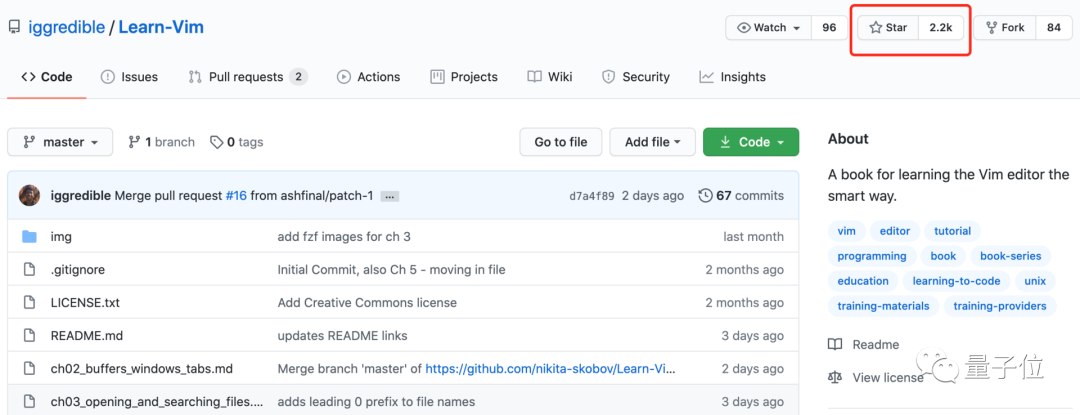 iggredible / Learn-Vim
Watch 96 Star 2.2k Fork 84
Code Issues Pull requests 2 Actions Projects Wiki Security Insights
master 1 branch 0 tags Go to file Add file Code
iggredible Merge pull request #16 from ashfinal/patch-1 ... d7a4f89 2 days ago 67 commits
img add fzf images for ch 3 last month
.gitignore Initial Commit, also Ch 5 - moving in file 2 months ago
LICENSE.txt Add Creative Commons license 2 months ago
README.md updates README links 3 days ago
ch02_buffers_windows_tabs.md Merge branch 'master' of https://github.com/nikita-skobov/Learn-Vi... 2 days ago
ch03_opening_and_searching_files.... adds leading 0 prefix to file names 3 days ago
About
A book for learning the Vim editor the
smart way.
vim editor tutorial
programming book book-series
education learning-to-code unix
training-materials training-providers
Readme
View license
量子位